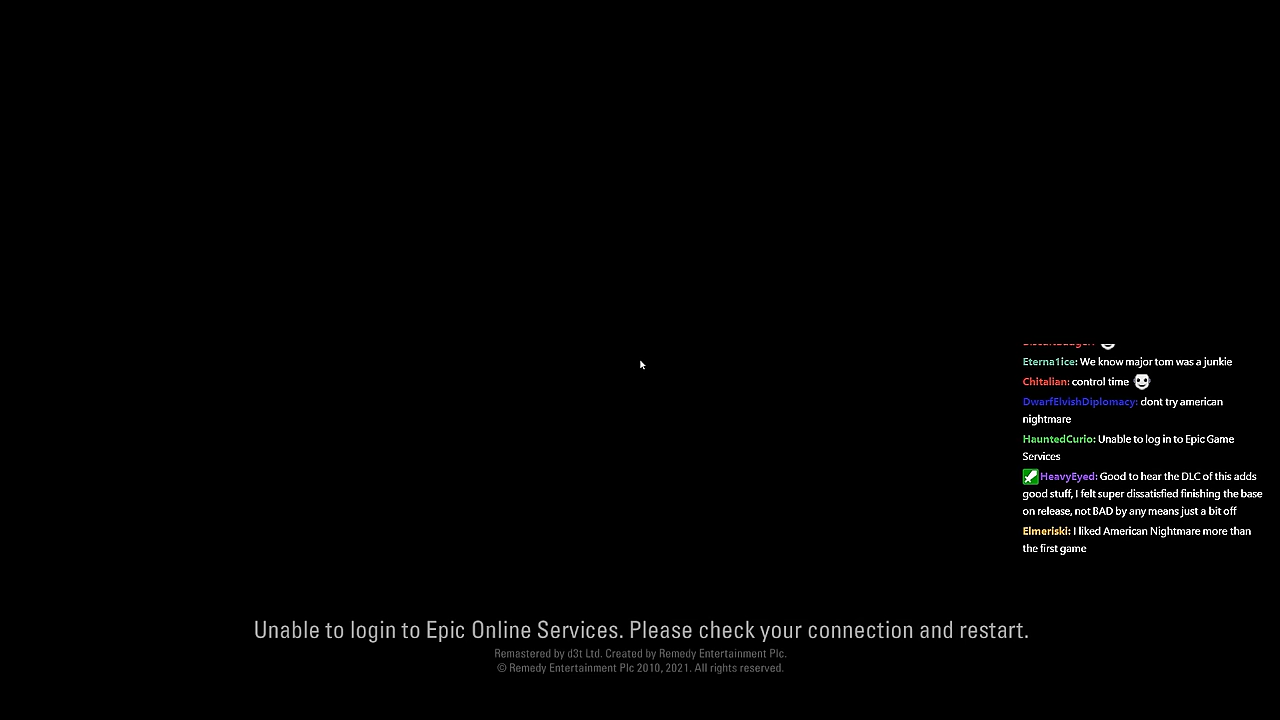 Eterna1ice: We know major tom was a junkie
Chitalian: control time
DwarfElvishDiplomacy: dont try american
nightmare
HauntedCurio: Unable to log in to Epic Game
Services
HeavyEyed: Good to hear the DLC of this adds
good stuff, I felt super dissatisfied finishing the base
on release, not BAD by any means just a bit off
Elmeriski: I liked American Nightmare more than
the first game
Unable to login to Epic Online Services. Please check your connection and restart.
Remastered by d3t Ltd. Created by Remedy Entertainment Plc.
© Remedy Entertainment Plc 2010, 2021. All rights reserved.